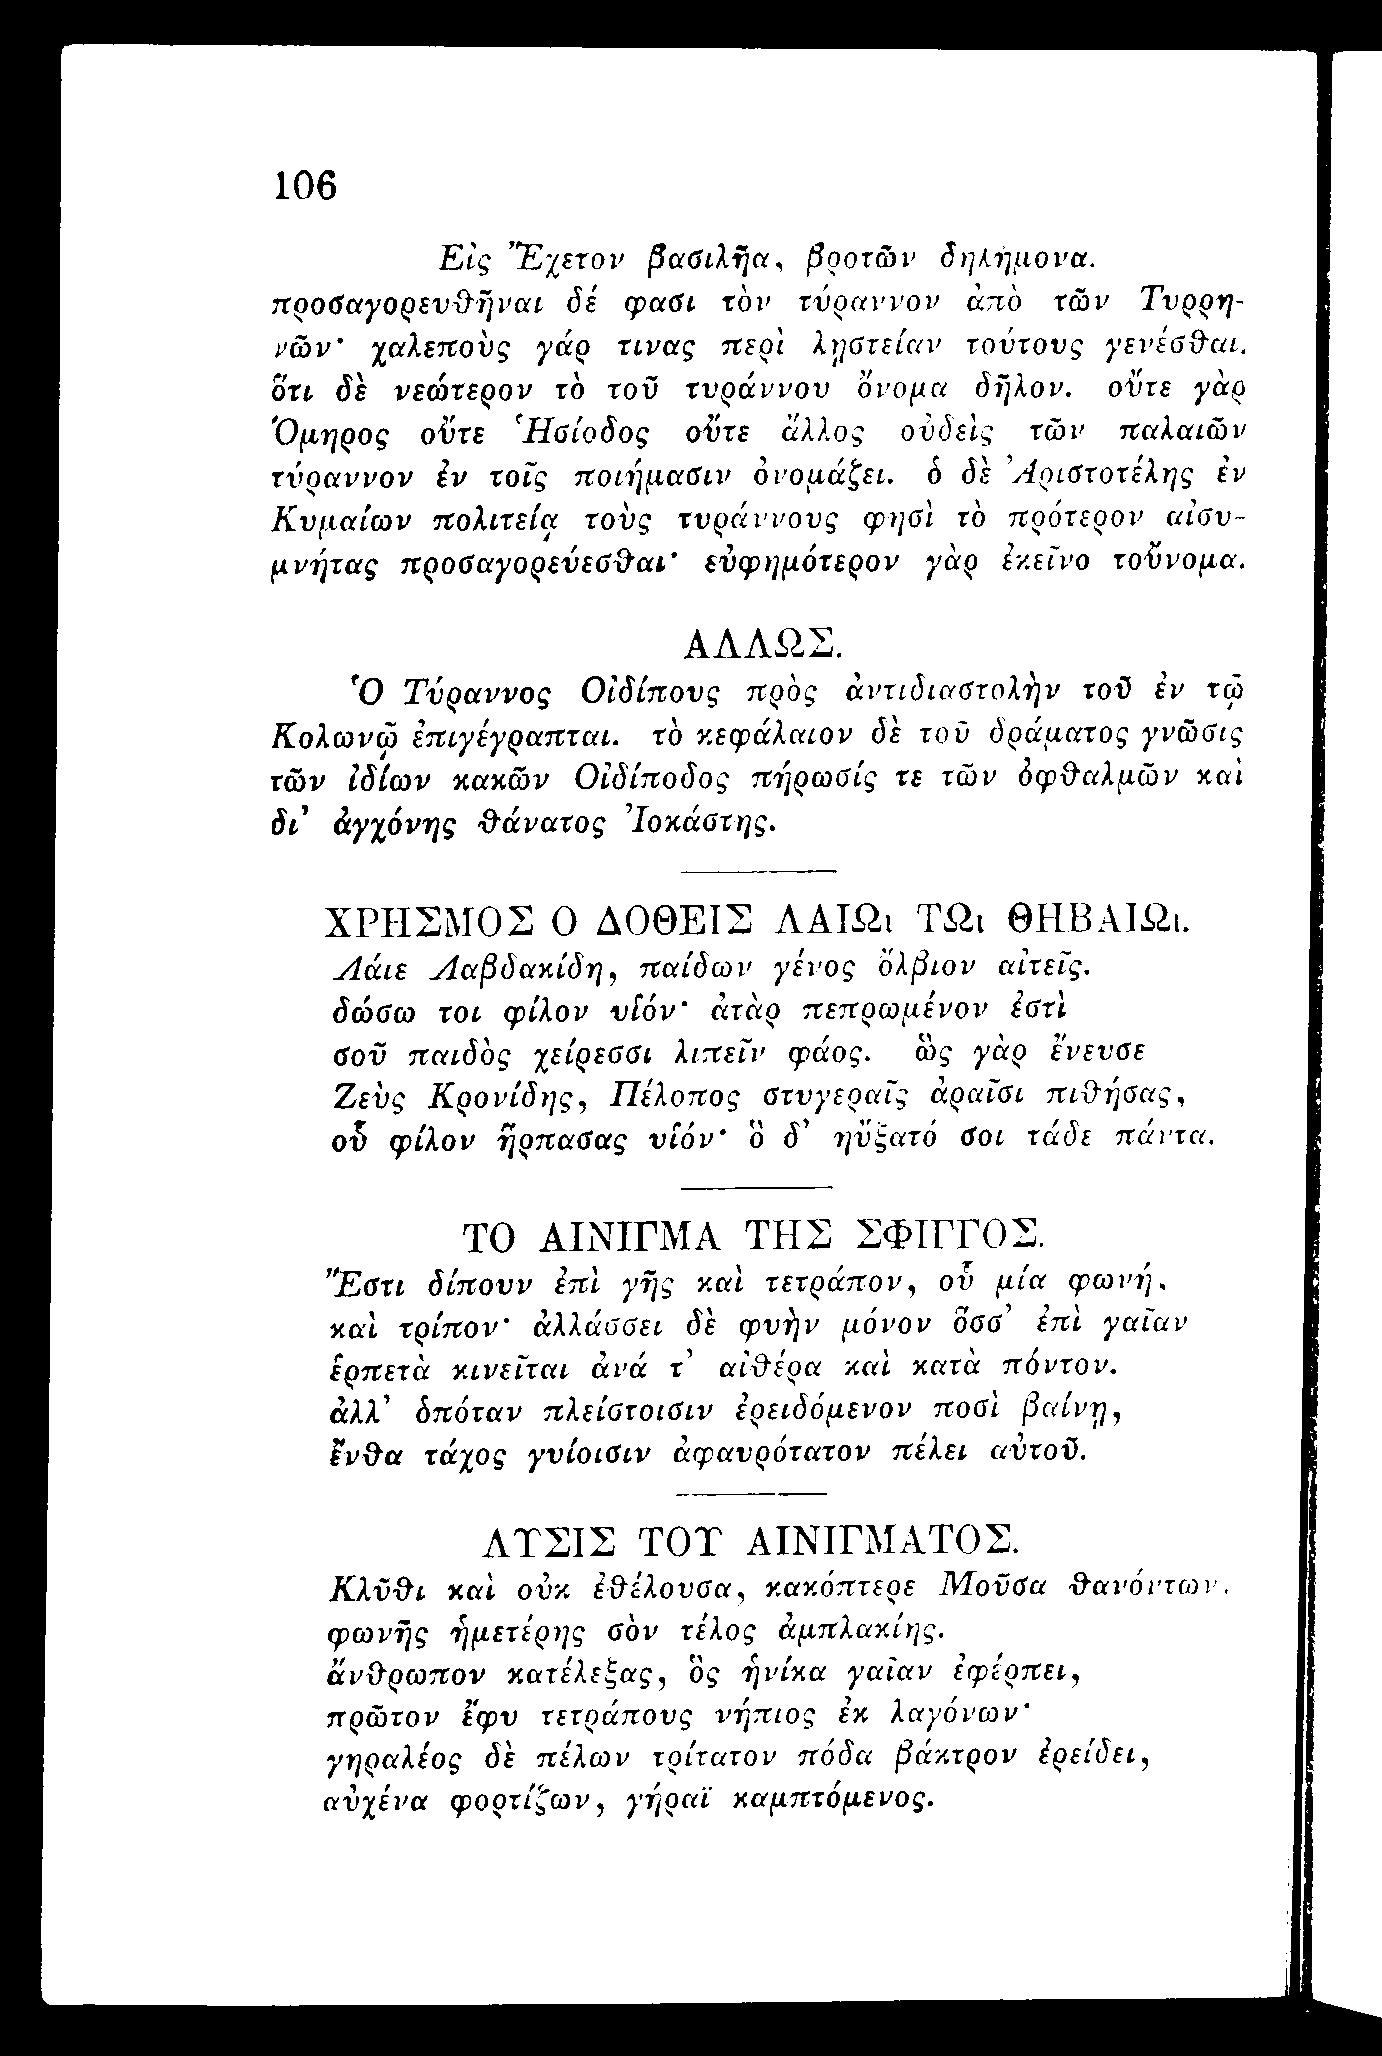 106
Εἰς Ἔχετον βασιλῆα, βροτῶν δηλήμονα.
προσαγορευθῆναι δέ φασι τὸν τύραννον ἀπὸ τῶν Τυρρη-
νῶν· χαλεποὺς γάρ τινας περὶ λῃστείαν τούτους γενέσθαι.
ὅτι δὲ νεώτερον τὸ τοῦ τυράννου ὄνομα δῆλον. οὔτε γὰρ
Ὅμηρος οὔτε Ἡσίοδος οὔτε ἄλλος οὐδεὶς τῶν παλαιῶν
τύραννον ἐν τοῖς ποιήμασιν ὀνομάζει. ὁ δὲ Ἀριστοτέλης ἐν
Κυμαίων πολιτείᾳ τοὺς τυράννους φησὶ τὸ πρότερον αἰσυ-
μνήτας προσαγορεύεσθαι· εὐφημότερον γὰρ ἐκεῖνο τοὔνομα.
ΑΛΛΩΣ.
Ὁ Τύραννος Οἰδίπους πρὸς ἀντιδιαστολὴν τοῦ ἐν τῷ
Κολωνῷ ἐπιγέγραπται. τὸ κεφάλαιον δὲ τοῦ δράματος γνῶσις
τῶν ἰδίων κακῶν Οἰδίποδος πήρωσίς τε τῶν ὀφθαλμῶν καὶ
δι’ ἀγχόνης θάνατος Ἰοκάστης.
ΧΡΗΣΜΟΣ Ο ΔΟΘΕΙΣ ΛΑΙΩι ΤΩι ΘΗΒΑΙΩι.
Λάιε Λαβδακίδη, παίδων γένος ὄλβιον αἰτεῖς.
δώσω τοι φίλον υἱόν· ἀτὰρ πεπρωμένον ἐστὶ
σοῦ παιδὸς χείρεσσι λιπεῖν φάος. ὣς γὰρ ἔνευσε
Ζεὺς Κρονίδης, Πέλοπος στυγεραῖς ἀραῖσι πιθήσας,
οὗ φίλον ἥρπασας υἱόν· ὃ δ’ ηὔξατό σοι τάδε πάντα.
ΤΟ ΑΙΝΙΓΜΑ ΤΗΣ ΣΦΙΓΓΟΣ.
Ἔστι δίπουν ἐπὶ γῆς καὶ τετράπον, οὗ μία φωνή,
καὶ τρίπον· ἀλλάσσει δὲ φυὴν μόνον ὅσσ’ ἐπὶ γαῖαν
ἑρπετὰ κινεῖται ἀνά τ’ αἰθέρα καὶ κατὰ πόντον.
ἀλλ’ ὁπόταν πλείστοισιν ἐρειδόμενον ποσὶ βαίνῃ,
ἔνθα τάχος γυίοισιν ἀφαυρότατον πέλει αὐτοῦ.
ΛΥΣΙΣ ΤΟΥ ΑΙΝΙΓΜΑΤΟΣ.
Κλῦθι καὶ οὐκ ἐθέλουσα, κακόπτερε Μοῦσα θανόντων,
φωνῆς ἡμετέρης σὸν τέλος ἀμπλακίης.
ἄνθρωπον κατέλεξας, ὃς ἡνίκα γαῖαν ἐφέρπει,
πρῶτον ἔφυ τετράπους νήπιος ἐκ λαγόνων·
γηραλέος δὲ πέλων τρίτατον πόδα βάκτρον ἐρείδει,
αὐχένα φορτίζων, γήραϊ καμπτόμενος.